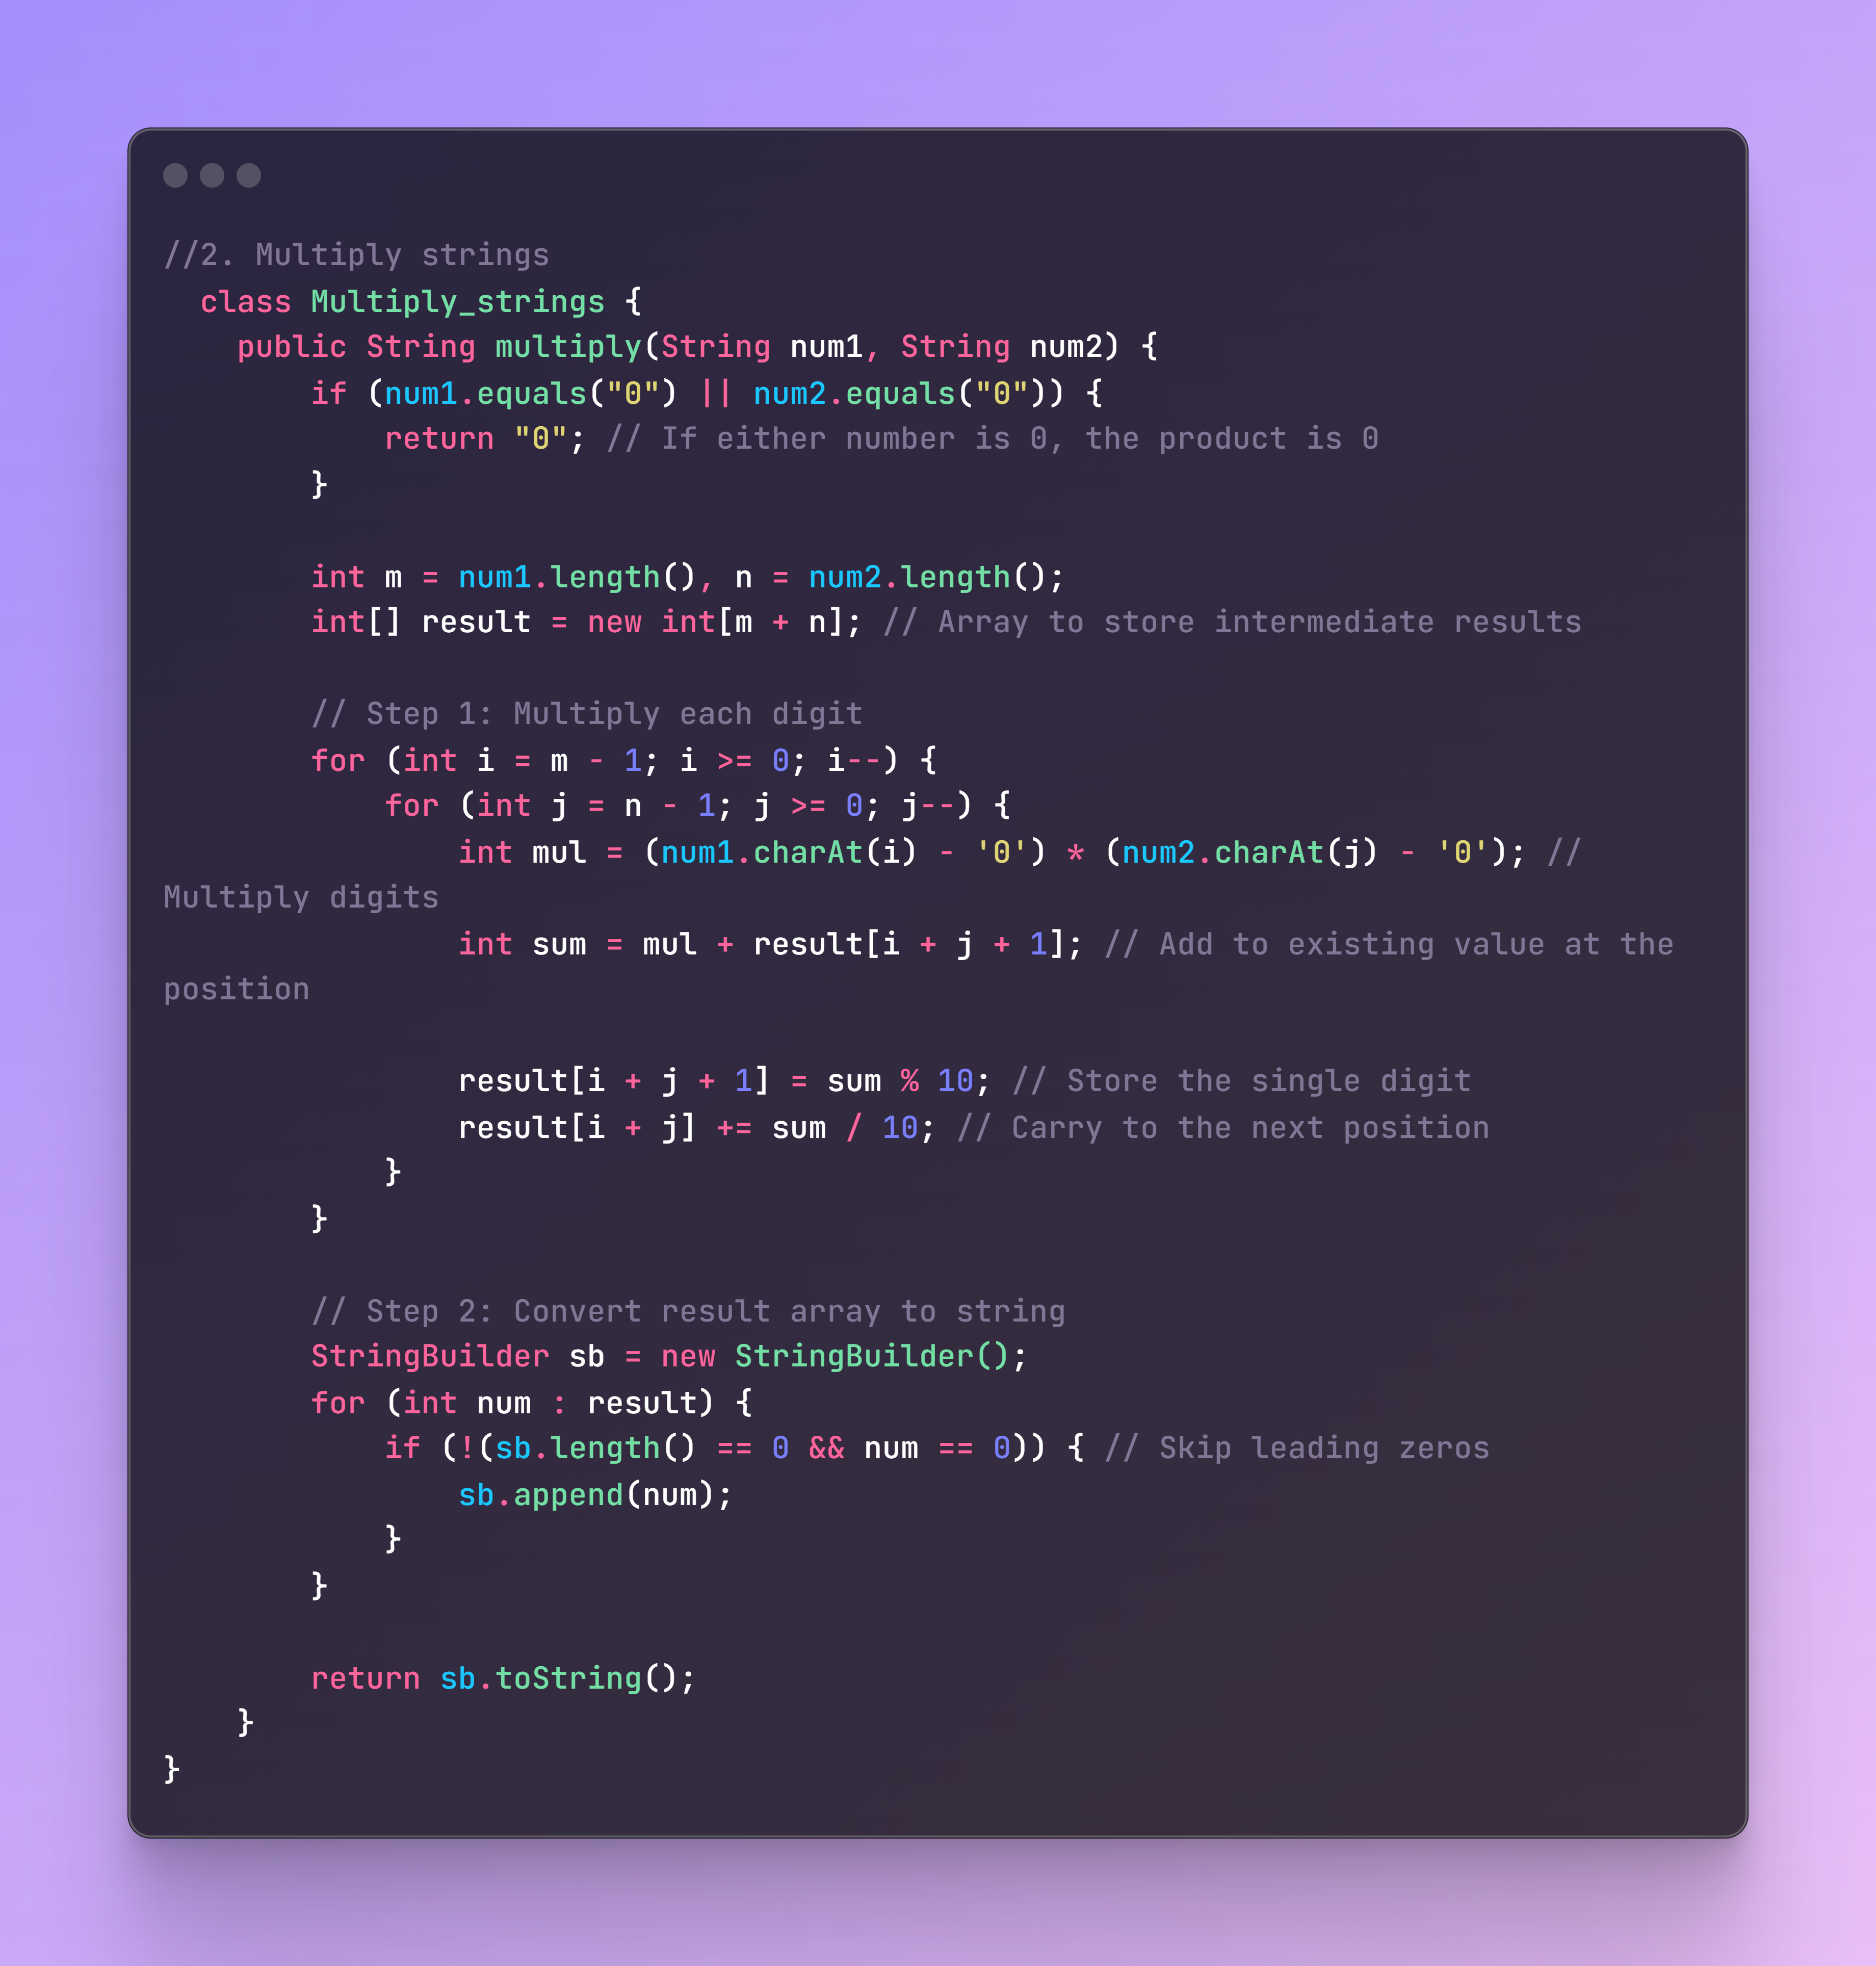 //2. Multiply strings
  class Multiply_strings {
    public String multiply(String num1, String num2) {
        if (num1.equals("0") || num2.equals("0")) {
            return "0"; // If either number is 0, the product is 0
        }

        int m = num1.length(), n = num2.length();
        int[] result = new int[m + n]; // Array to store intermediate results

        // Step 1: Multiply each digit
        for (int i = m - 1; i >= 0; i--) {
            for (int j = n - 1; j >= 0; j--) {
                int mul = (num1.charAt(i) - '0') * (num2.charAt(j) - '0'); //
Multiply digits
                int sum = mul + result[i + j + 1]; // Add to existing value at the
position

                result[i + j + 1] = sum % 10; // Store the single digit
                result[i + j] += sum / 10; // Carry to the next position
            }
        }

        // Step 2: Convert result array to string
        StringBuilder sb = new StringBuilder();
        for (int num : result) {
            if (!(sb.length() == 0 && num == 0)) { // Skip leading zeros
                sb.append(num);
            }
        }

        return sb.toString();
    }
}